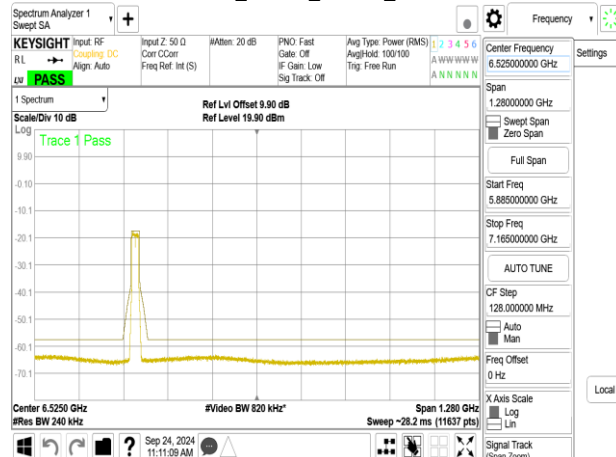 Spectrum Analyzer 1
Swept SA
+
Frequency
Settings
KEYSIGHT
RL
LXI PASS
Input: RF
Coupling: DC
Align: Auto
Input Z: 50 Ω
Corr CCorr
Freq Ref: Int (S)
#Atten: 20 dB
PNO: Fast
Gate: Off
IF Gain: Low
Sig Track: Off
Avg Type: Power (RMS)
Avg|Hold: 100/100
Trig: Free Run
1 2 3 4 5 6
A W W W W W
A N N N N N
1 Spectrum
Scale/Div 10 dB
Ref Lvl Offset 9.90 dB
Ref Level 19.90 dBm
Log
Trace 1 Pass
9.90
-0.10
-10.1
-20.1
-30.1
-40.1
-50.1
-60.1
-70.1
Center 6.5250 GHz
#Res BW 240 kHz
#Video BW 820 kHz*
Span 1.280 GHz
Sweep ~28.2 ms (11637 pts)
Sep 24, 2024
11:11:09 AM
?
Center Frequency
6.525000000 GHz
Span
1.28000000 GHz
Swept Span
Zero Span
Full Span
Start Freq
5.885000000 GHz
Stop Freq
7.165000000 GHz
AUTO TUNE
CF Step
128.000000 MHz
Auto
Man
Freq Offset
0 Hz
X Axis Scale
Log
Lin
Signal Track
(Span Zoom)
Local